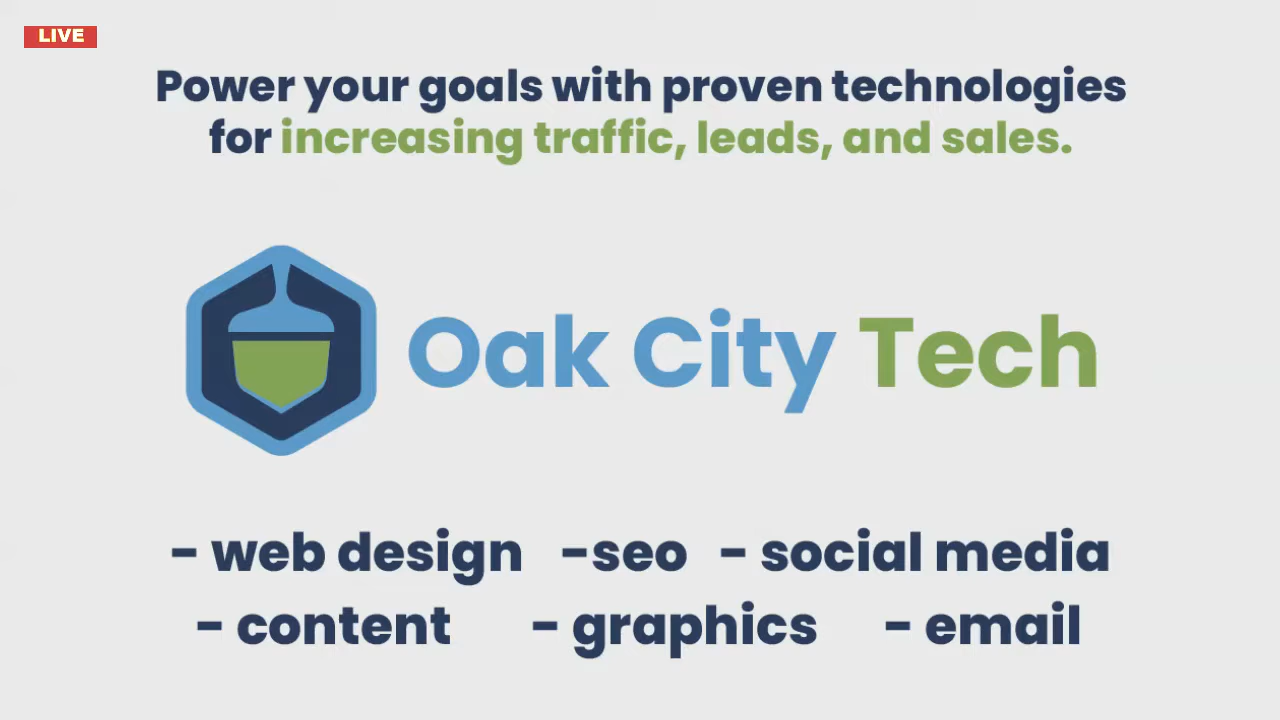 LIVE
Power your goals with proven technologies
for increasing traffic, leads, and sales.
Oak City Tech
- web design -seo - social media
- content - graphics - email